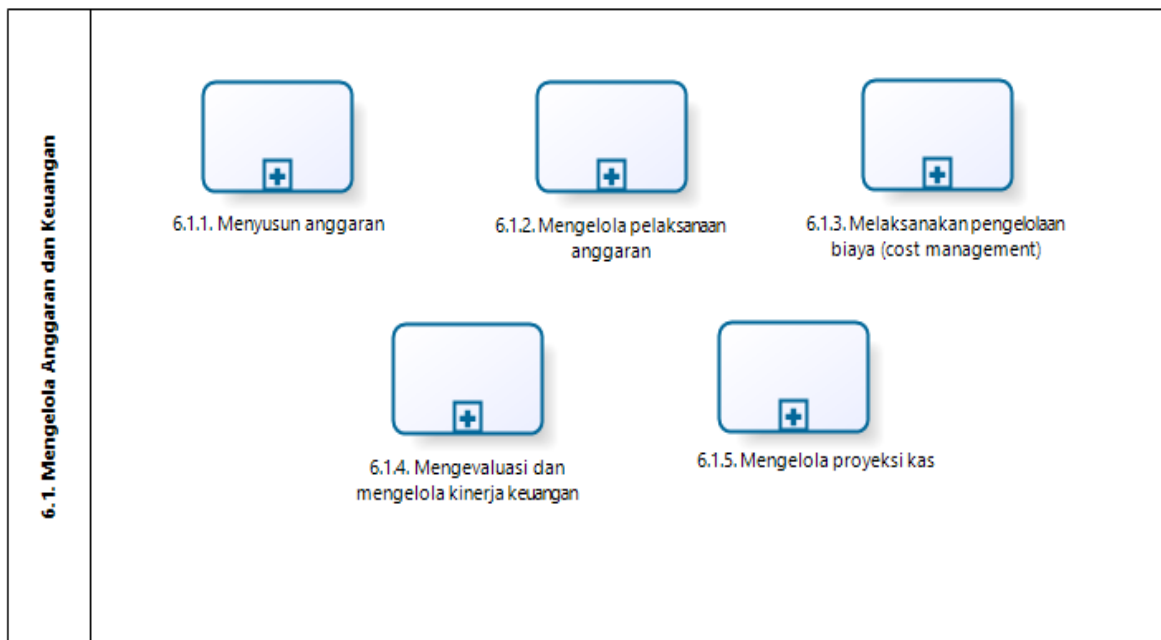 6.1. Mengelola Anggaran dan Keuangan
6.1.1. Menyusun anggaran
6.1.2. Mengelola pelaksanaan
anggaran
6.1.3. Melaksanakan pengelolaan
biaya (cost management)
6.1.4. Mengevaluasi dan
mengelola kinerja keuangan
6.1.5. Mengelola proyeksi kas